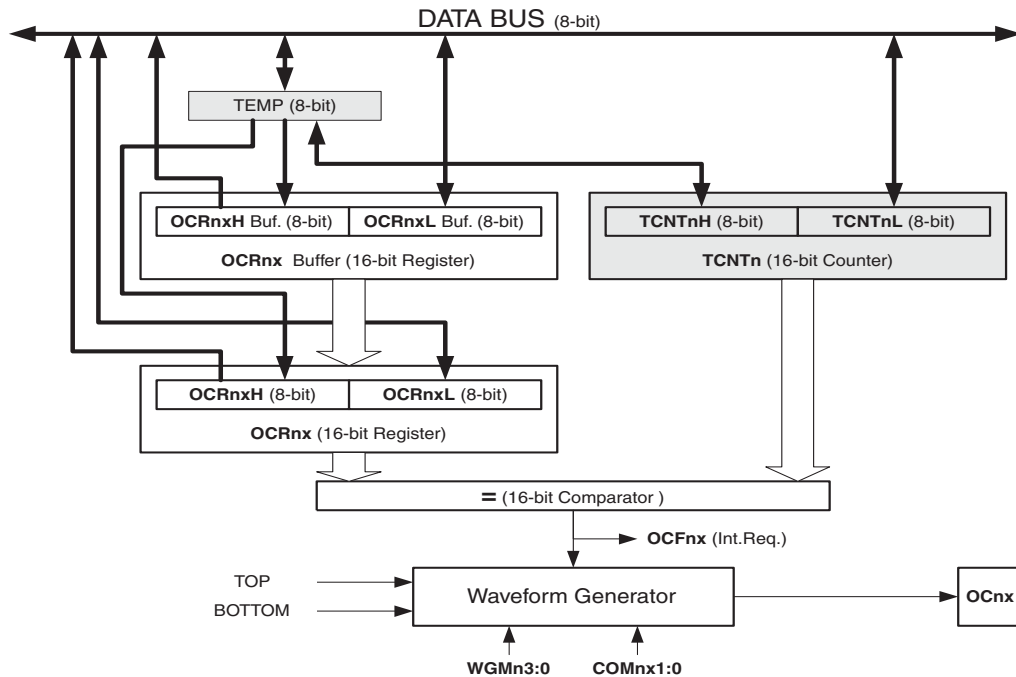 DATA BUS (8-bit)
TEMP (8-bit)
OCRnxH Buf. (8-bit) OCRnxL Buf. (8-bit)
OCRnx Buffer (16-bit Register)
TCNTnH (8-bit) TCNTnL (8-bit)
TCNTn (16-bit Counter)
OCRnxH (8-bit) OCRnxL (8-bit)
OCRnx (16-bit Register)
= (16-bit Comparator )
OCFnx (Int.Req.)
TOP
BOTTOM
Waveform Generator
OCnx
WGMn3:0 COMnx1:0